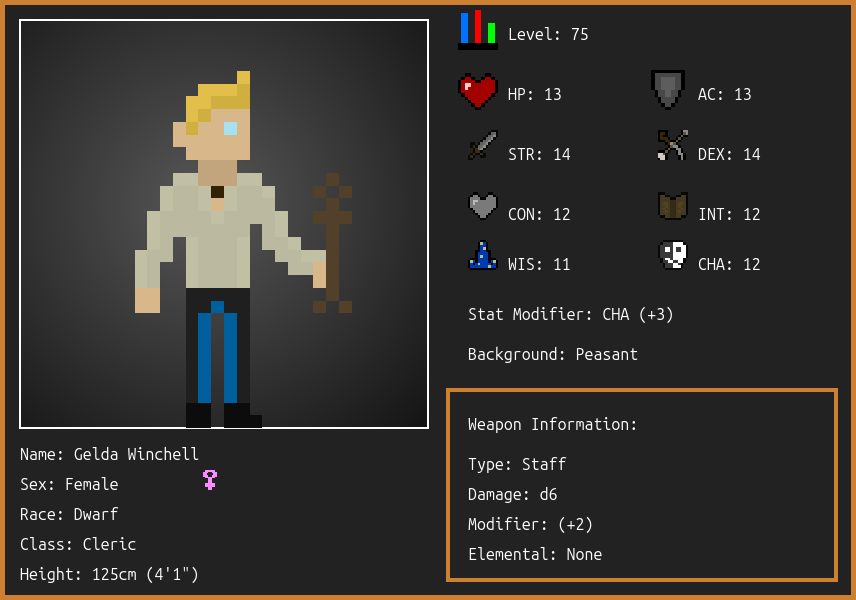 Level: 75
HP: 13
AC: 13
STR: 14
DEX: 14
CON: 12
INT: 12
WIS: 11
CHA: 12
Stat Modifier: CHA (+3)
Background: Peasant
Weapon Information:
Type: Staff
Damage: d6
Modifier: (+2)
Elemental: None
Name: Gelda Winchell
Sex: Female
Race: Dwarf
Class: Cleric
Height: 125cm (4'1")